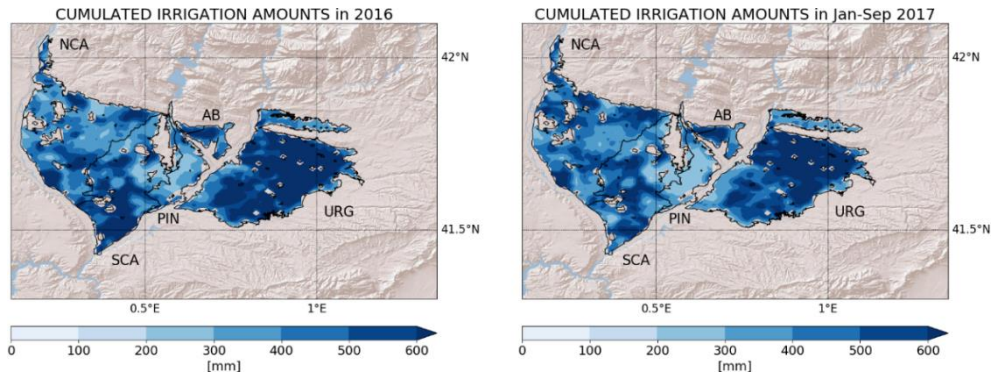 CUMULATED IRRIGATION AMOUNTS in 2016
NCA
AB
PIN
URG
SCA
42°N
41.5°N
0.5°E
1°E
0 100 200 300 400 500 600
[mm]
CUMULATED IRRIGATION AMOUNTS in Jan-Sep 2017
NCA
AB
PIN
URG
SCA
42°N
41.5°N
0.5°E
1°E
0 100 200 300 400 500 600
[mm]